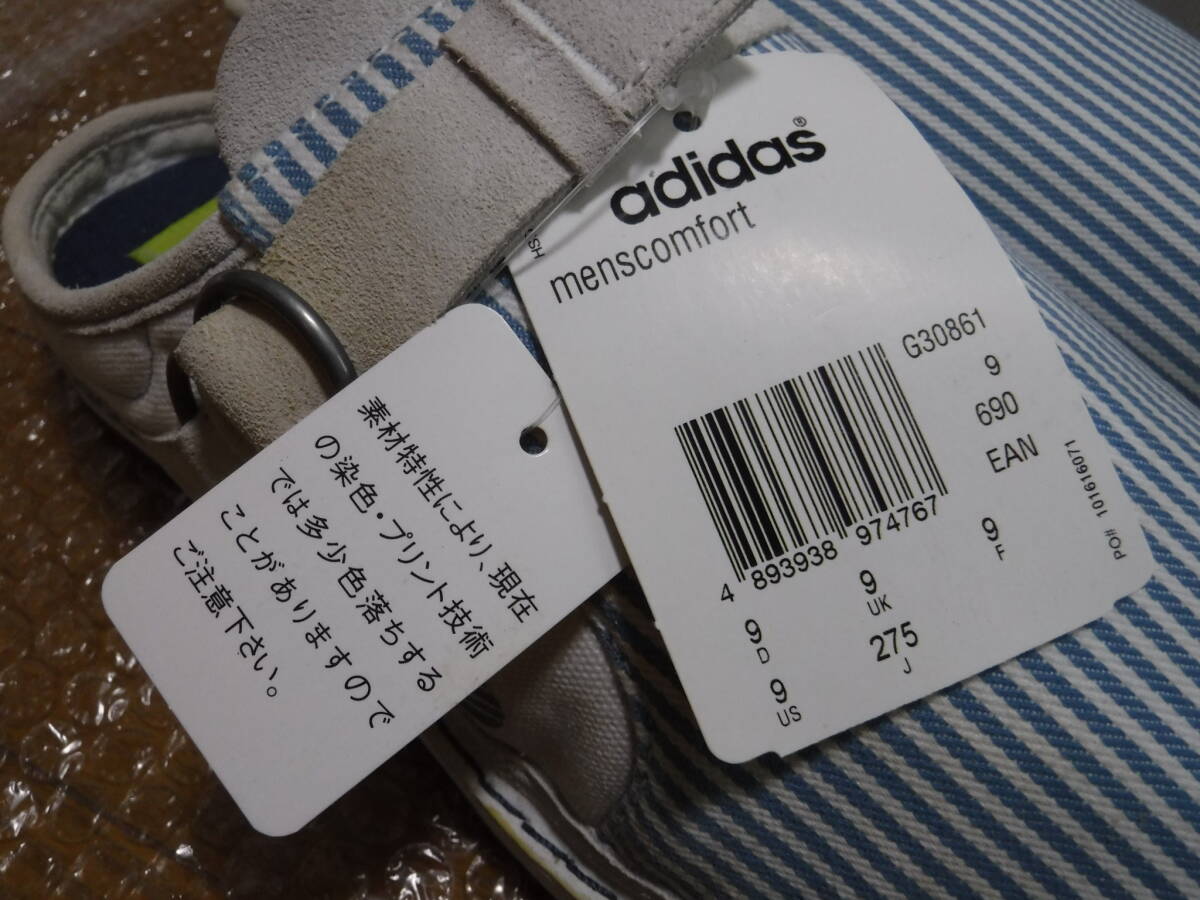 adidas®
menscomfort
G30861
9
690
EAN
4 893938 974767
9 D
9 UK
9 F
9 US
275 J
PO# 101616071
素材特性により、現在
の染色・プリント技術
では多少色落ちする
ことがありますので
ご注意下さい。